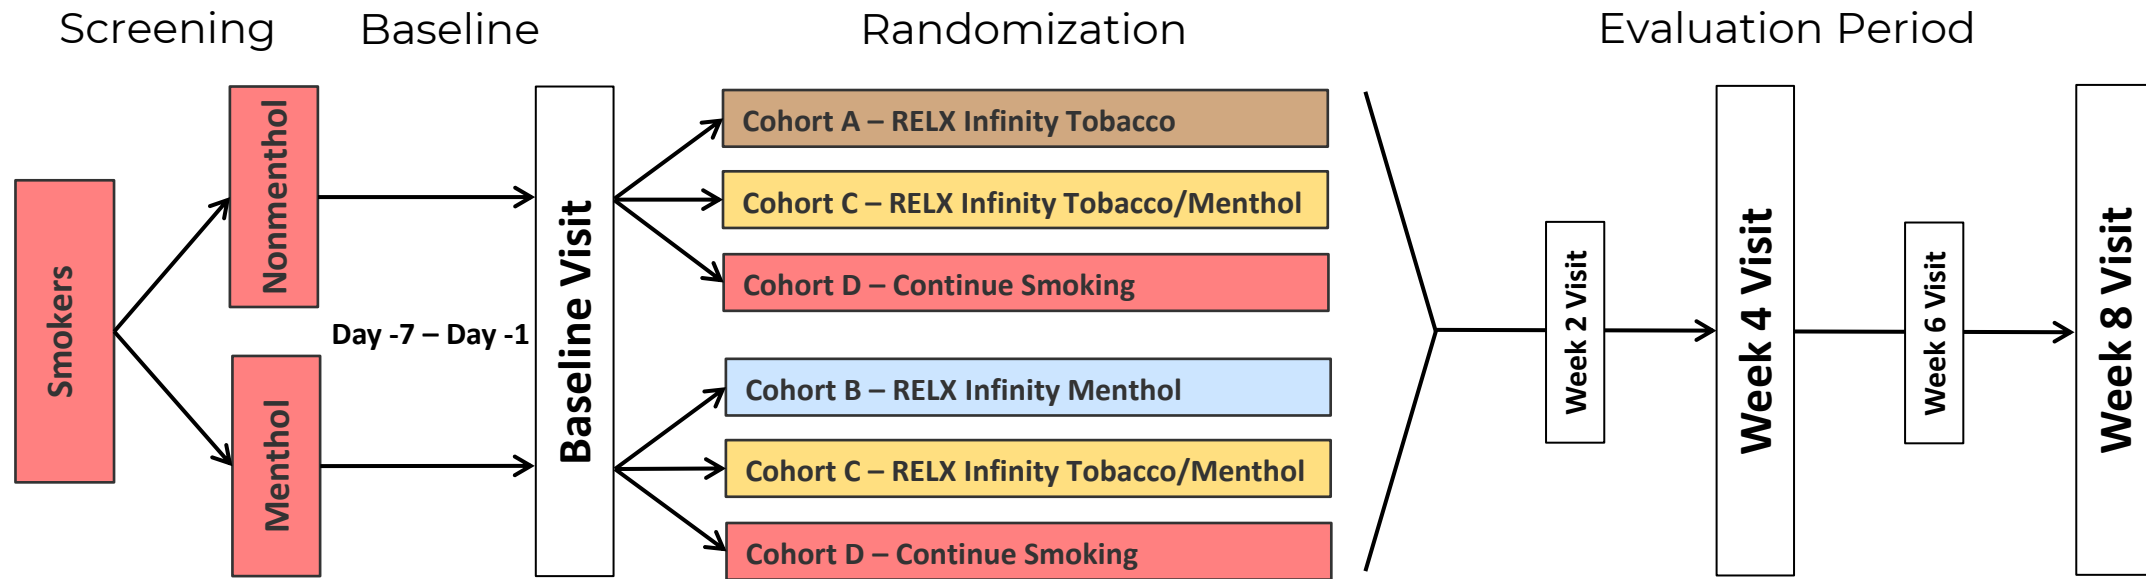 Screening
Baseline
Randomization
Evaluation Period
Smokers
Nonmenthol
Menthol
Day -7 – Day -1
Baseline Visit
Cohort A – RELX Infinity Tobacco
Cohort C – RELX Infinity Tobacco/Menthol
Cohort D – Continue Smoking
Cohort B – RELX Infinity Menthol
Cohort C – RELX Infinity Tobacco/Menthol
Cohort D – Continue Smoking
Week 2 Visit
Week 4 Visit
Week 6 Visit
Week 8 Visit